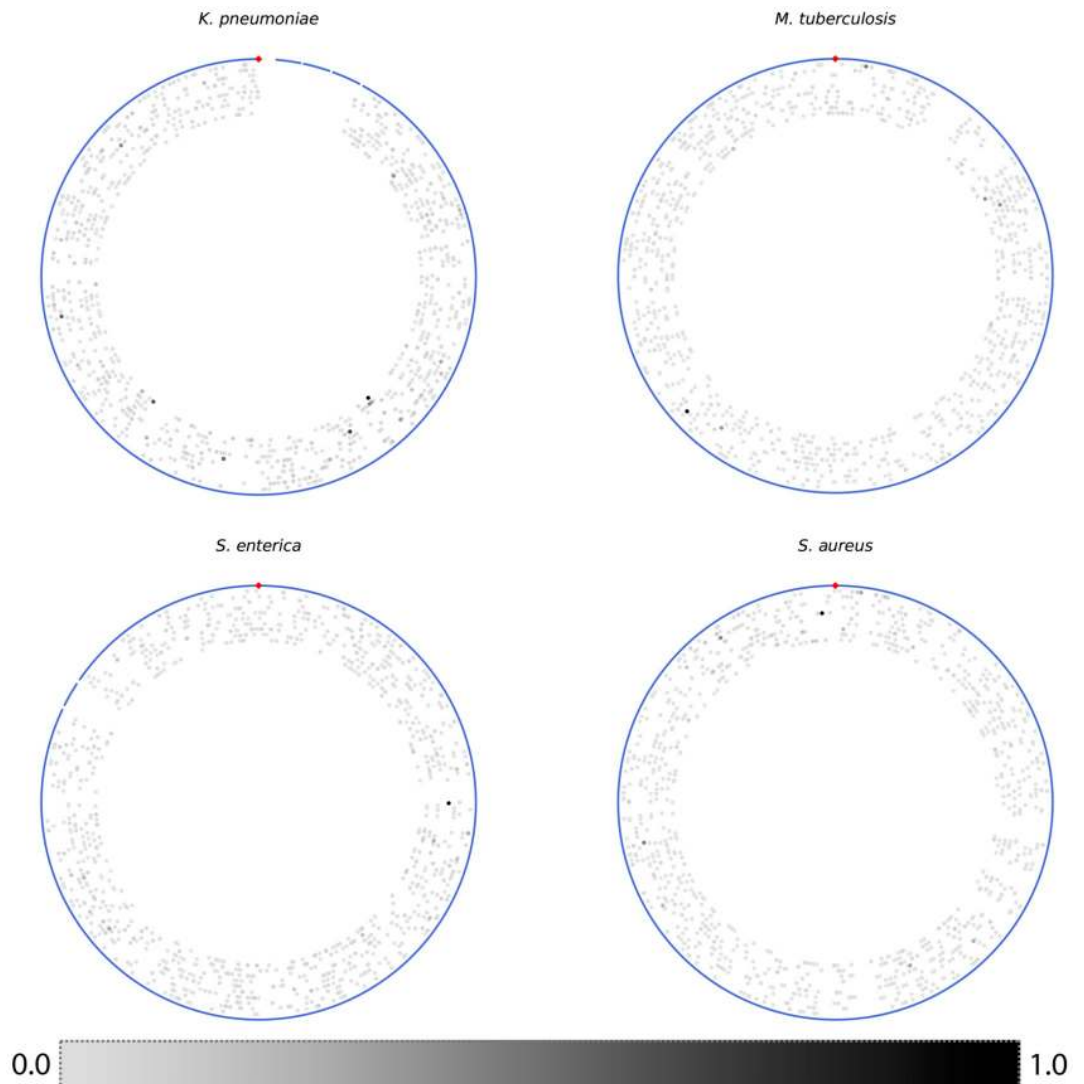 K. pneumoniae
M. tuberculosis
S. enterica
S. aureus
0.0
1.0